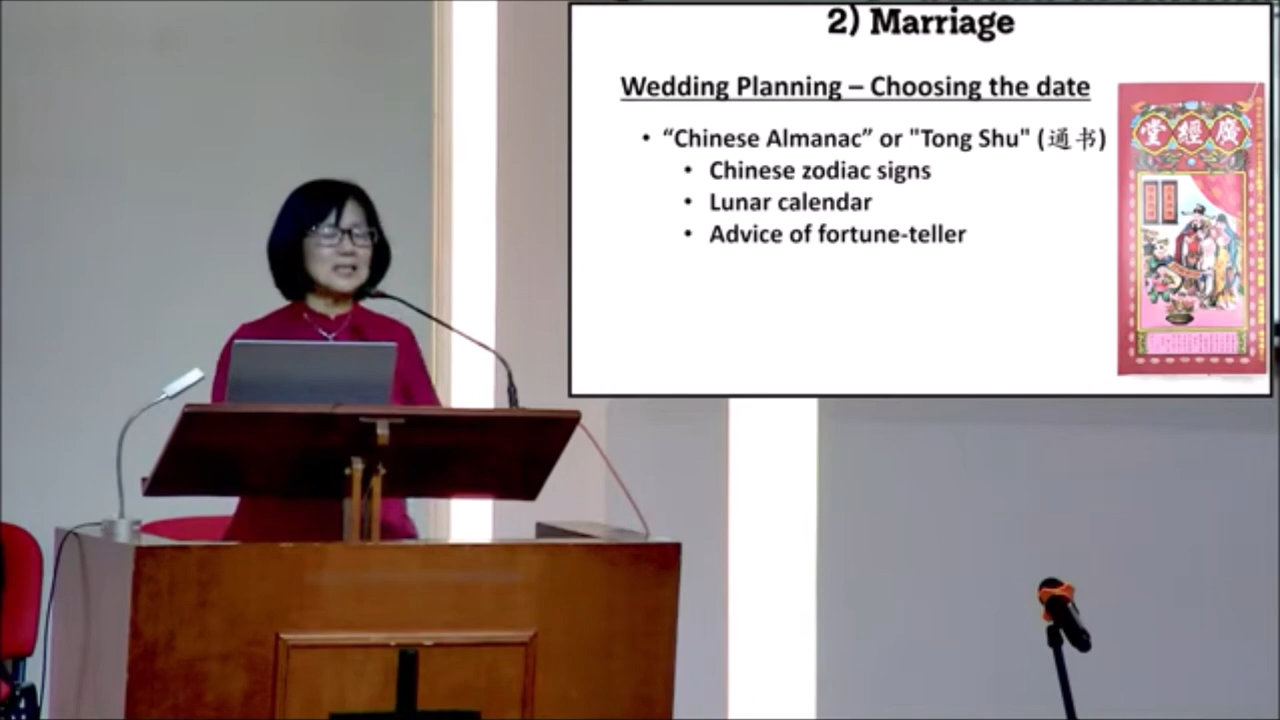 2) Marriage
Wedding Planning – Choosing the date
• “Chinese Almanac” or "Tong Shu" (通书)
• Chinese zodiac signs
• Lunar calendar
• Advice of fortune-teller
堂經廣